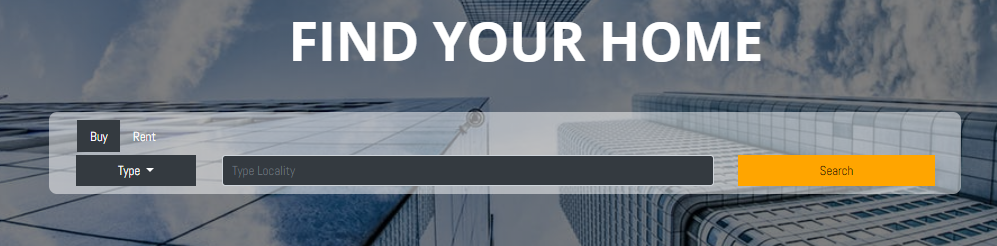 FIND YOUR HOME
Buy Rent
Type
Type Locality
Search